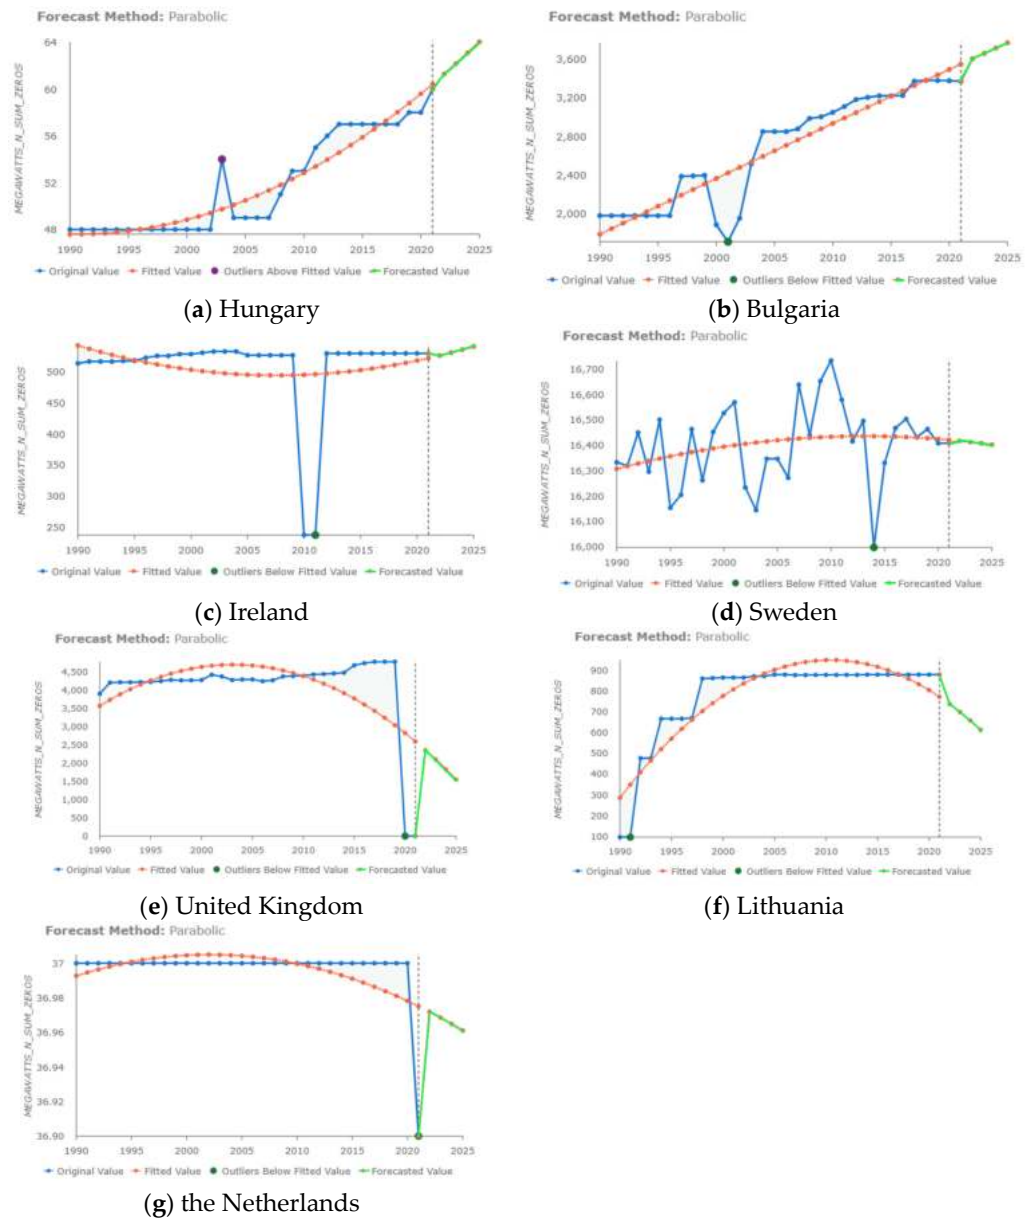 Forecast Method: Parabolic
MEGAWATTS_N_SUM_ZEROS
64
60
56
52
48
1990 1995 2000 2005 2010 2015 2020 2025
Original Value Fitted Value Outliers Above Fitted Value Forecasted Value
(a) Hungary
Forecast Method: Parabolic
MEGAWATTS_N_SUM_ZEROS
3,600
3,200
2,800
2,400
2,000
1990 1995 2000 2005 2010 2015 2020 2025
Original Value Fitted Value Outliers Below Fitted Value Forecasted Value
(b) Bulgaria
MEGAWATTS_N_SUM_ZEROS
500
450
400
350
300
250
1990 1995 2000 2005 2010 2015 2020 2025
Original Value Fitted Value Outliers Below Fitted Value Forecasted Value
(c) Ireland
Forecast Method: Parabolic
MEGAWATTS_N_SUM_ZEROS
16,700
16,500
16,400
16,300
16,200
16,100
16,000
1990 1995 2000 2005 2010 2015 2020 2025
Original Value Fitted Value Outliers Below Fitted Value Forecasted Value
(d) Sweden
Forecast Method: Parabolic
MEGAWATTS_N_SUM_ZEROS
4,500
4,000
3,500
3,000
2,500
2,000
1,500
1,000
500
0
1990 1995 2000 2005 2010 2015 2020 2025
Original Value Fitted Value Outliers Below Fitted Value Forecasted Value
(e) United Kingdom
Forecast Method: Parabolic
MEGAWATTS_N_SUM_ZEROS
900
800
700
600
500
400
300
200
100
1990 1995 2000 2005 2010 2015 2020 2025
Original Value Fitted Value Outliers Below Fitted Value Forecasted Value
(f) Lithuania
Forecast Method: Parabolic
MEGAWATTS_N_SUM_ZEROS
37
36.98
36.96
36.94
36.92
36.90
1990 1995 2000 2005 2010 2015 2020 2025
Original Value Fitted Value Outliers Below Fitted Value Forecasted Value
(g) the Netherlands